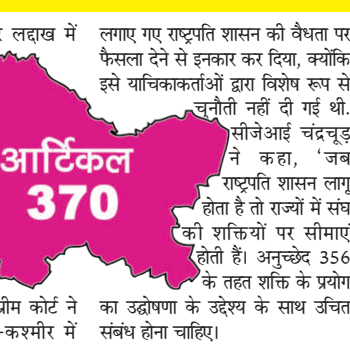 लद्दाख में
आर्टिकल
370
प्रीम कोर्ट ने
-कश्मीर में
लगाए गए राष्ट्रपति शासन की वैधता पर
फैसला देने से इनकार कर दिया, क्योंकि
इसे याचिकाकर्ताओं द्वारा विशेष रूप से
चुनौती नहीं दी गई थी.
सीजेआई चंद्रचूड़
ने कहा, 'जब
राष्ट्रपति शासन लागू
होता है तो राज्यों में संघ
की शक्तियों पर सीमाएं
होती हैं। अनुच्छेद 356
के तहत शक्ति के प्रयोग
का उद्घोषणा के उद्देश्य के साथ उचित
संबंध होना चाहिए।